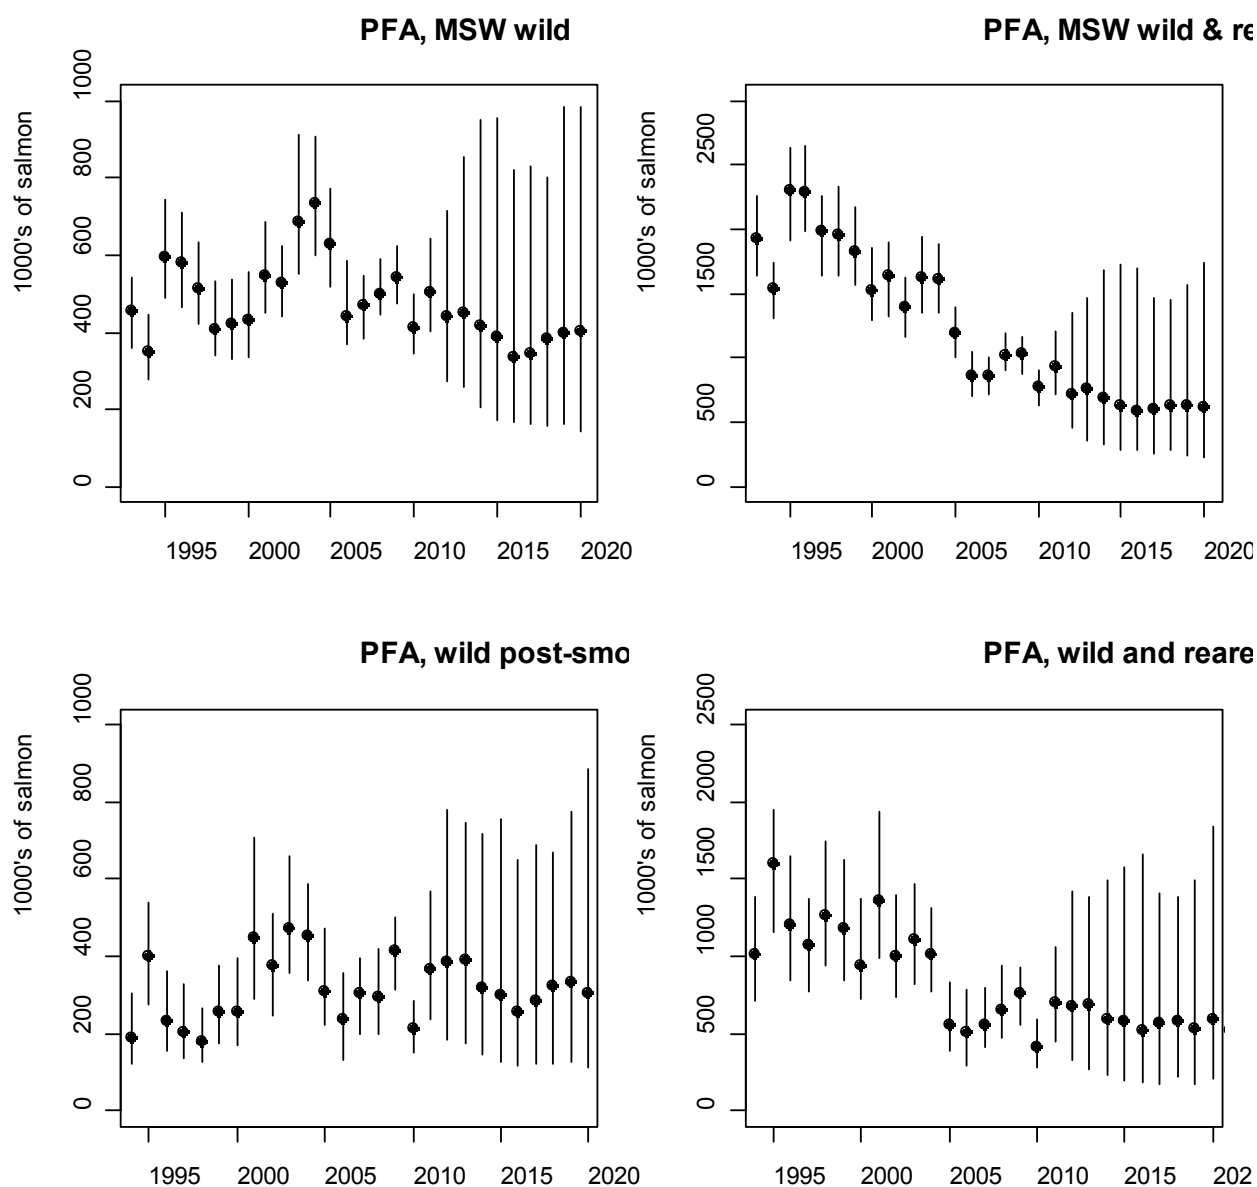 PFA, MSW wild
1000's of salmon
0 200 400 600 800 1000
1995 2000 2005 2010 2015 2020
PFA, MSW wild & re
1000's of salmon
0 500 1500 2500
1995 2000 2005 2010 2015 2020
PFA, wild post-smo
1000's of salmon
0 200 400 600 800 1000
1995 2000 2005 2010 2015 2020
PFA, wild and reare
1000's of salmon
0 500 1000 1500 2000 2500
1995 2000 2005 2010 2015 202